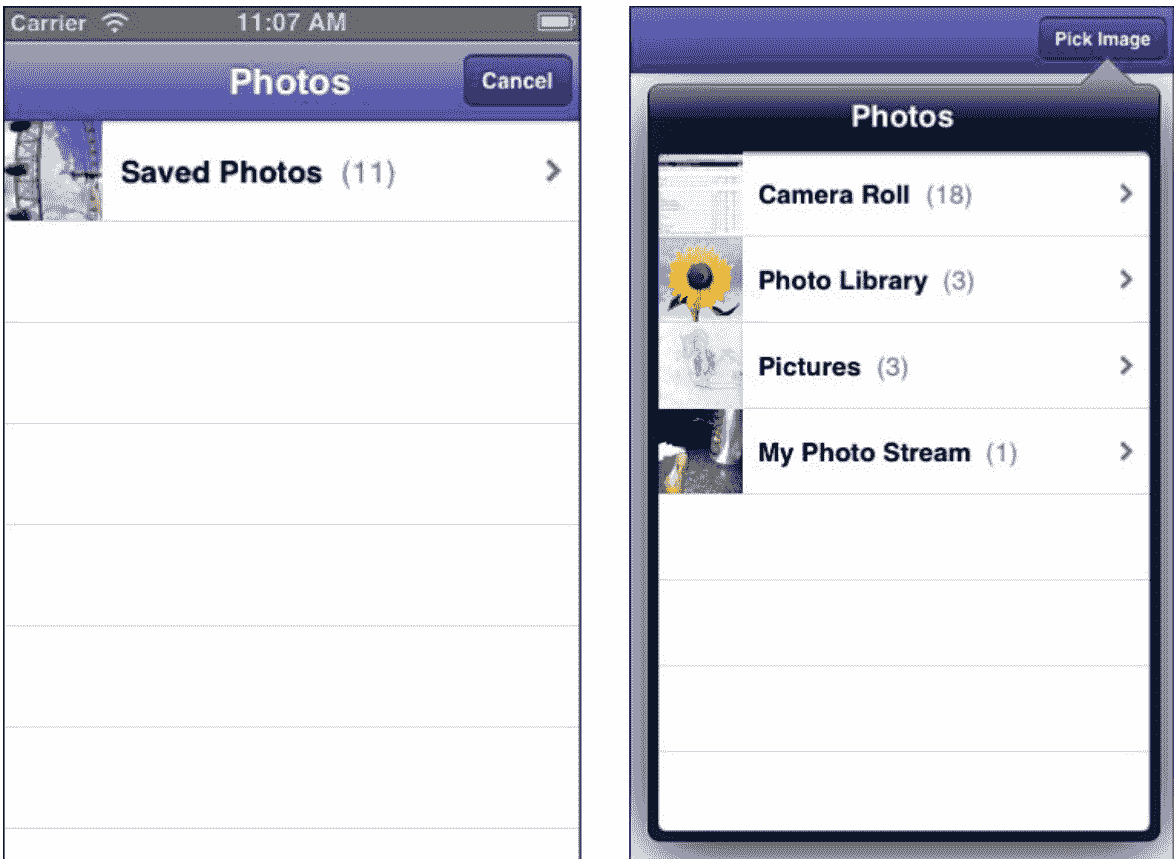 Carrier 11:07 AM
Photos Cancel
Saved Photos (11)
Pick Image
Photos
Camera Roll (18)
Photo Library (3)
Pictures (3)
My Photo Stream (1)